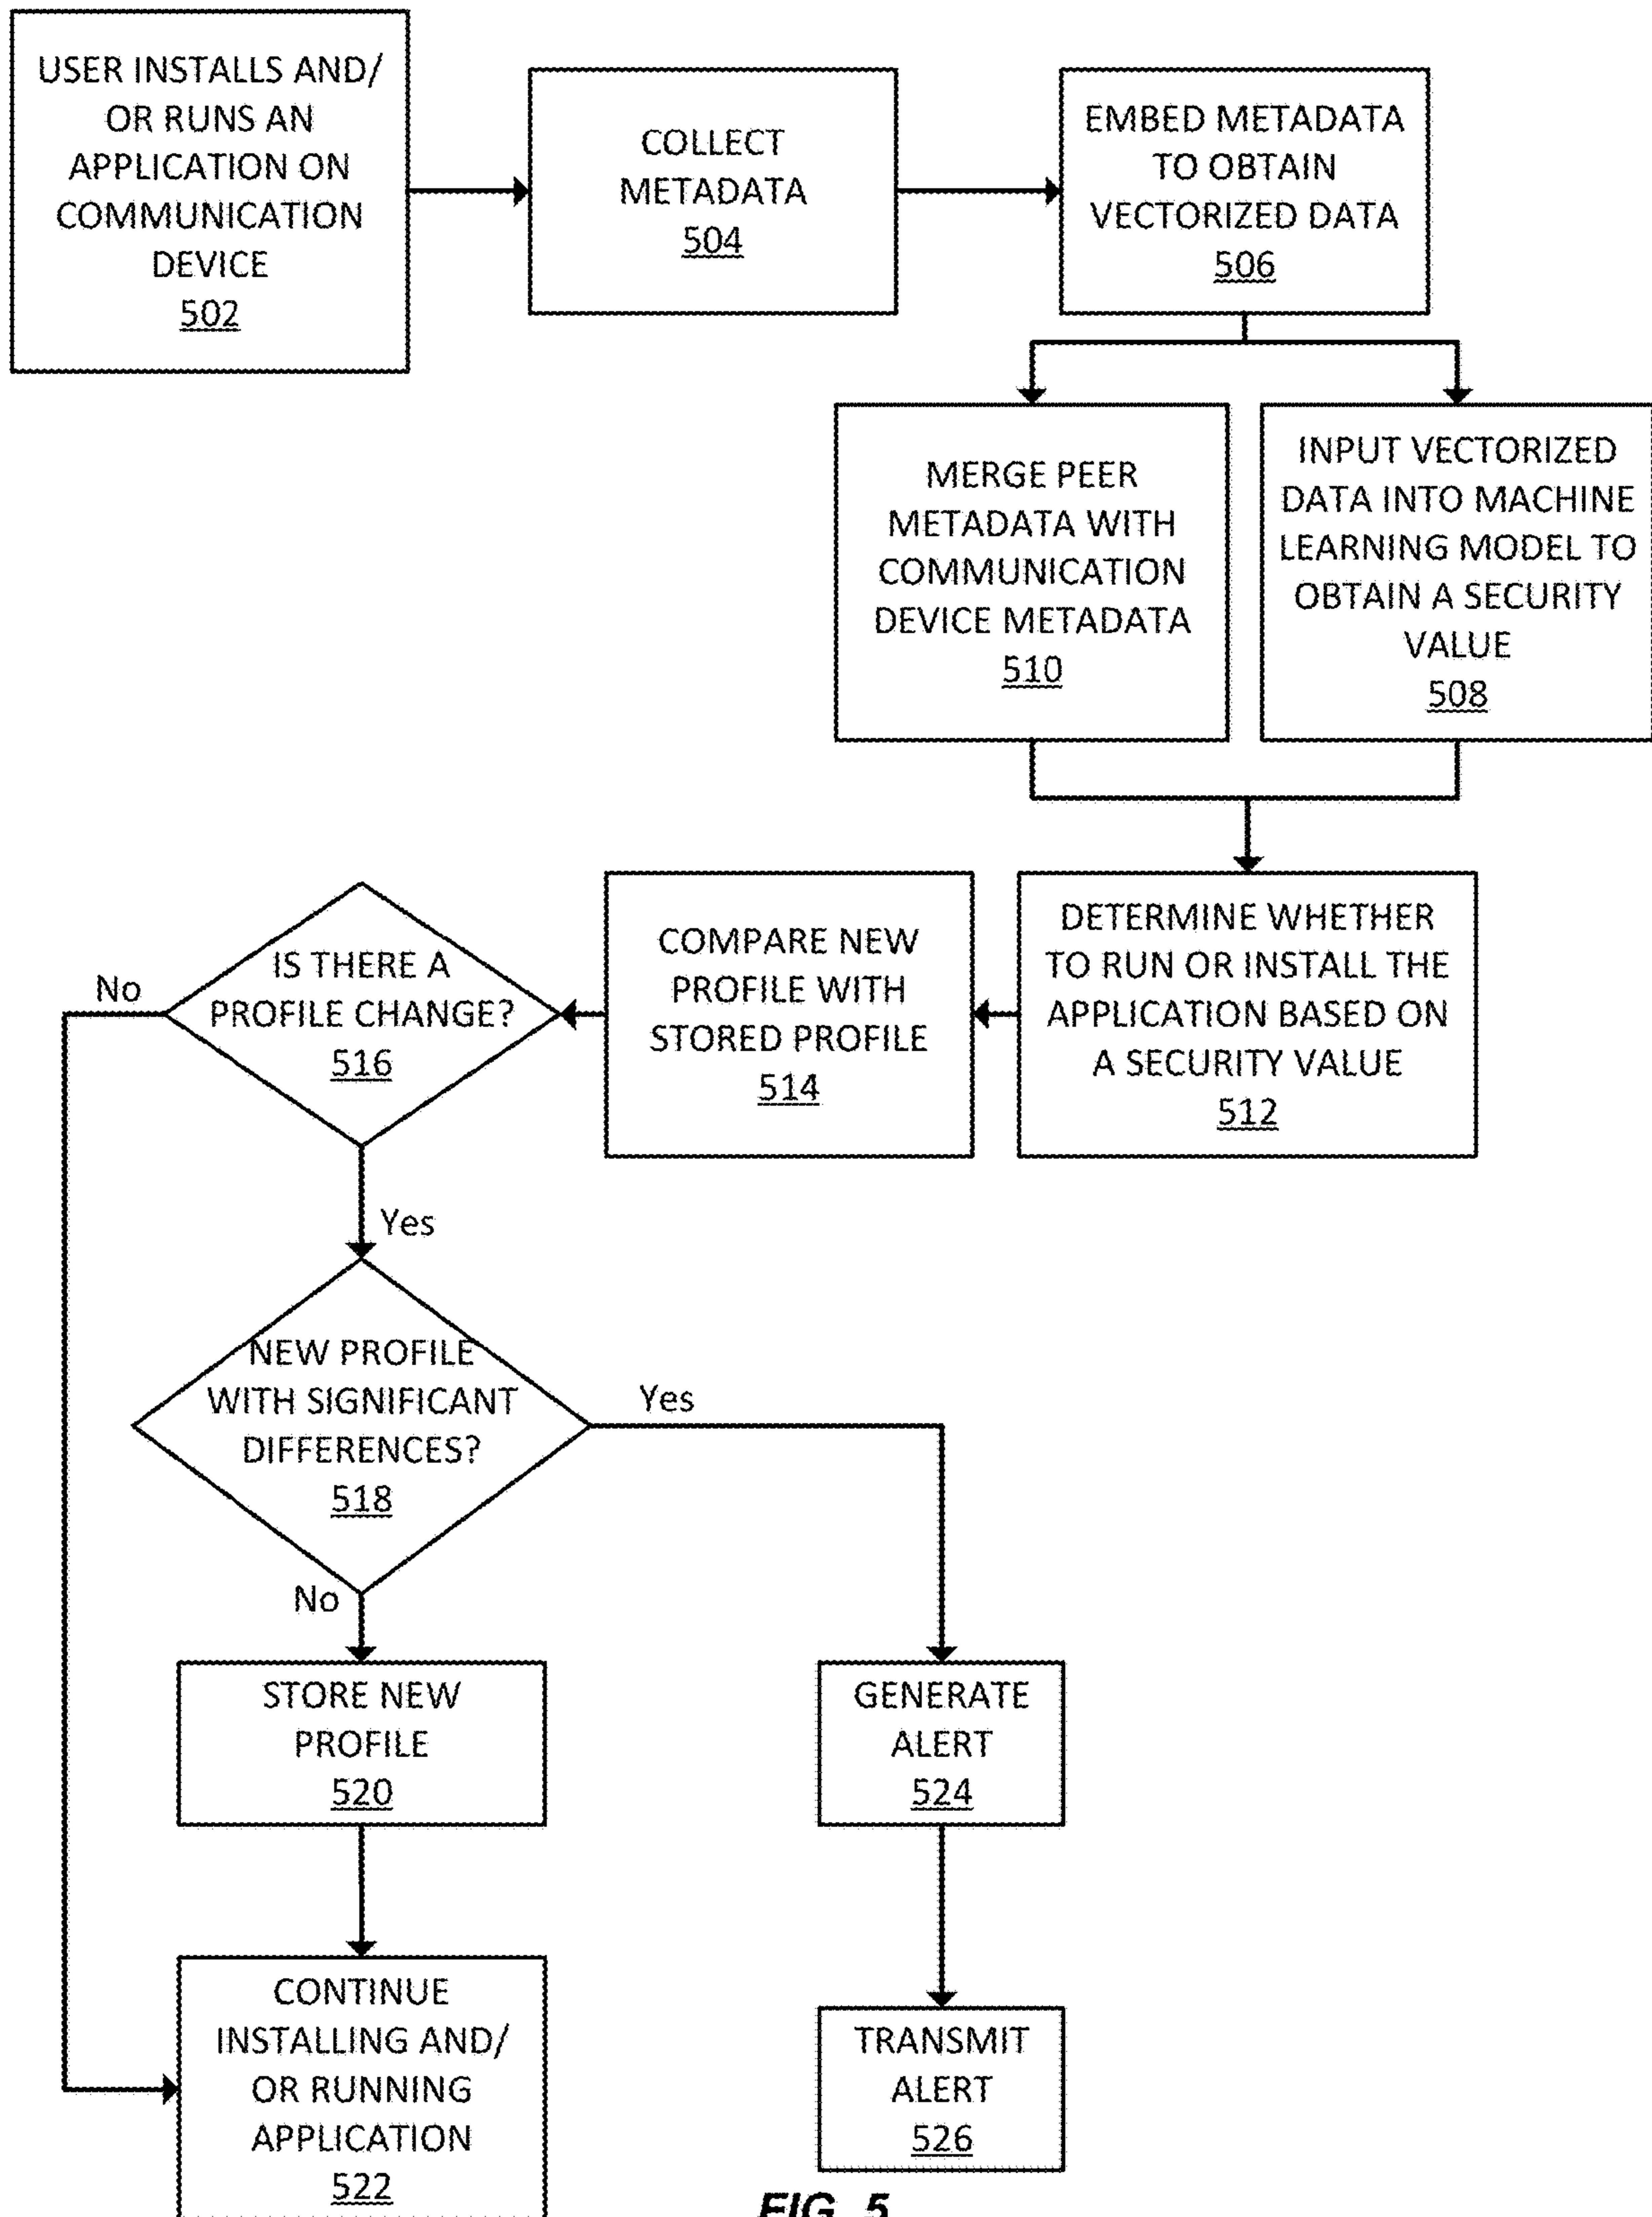 USER INSTALLS AND/
OR RUNS AN
APPLICATION ON
COMMUNICATION
DEVICE
502
COLLECT
METADATA
504
EMBED METADATA
TO OBTAIN
VECTORIZED DATA
506
MERGE PEER
METADATA WITH
COMMUNICATION
DEVICE METADATA
510
INPUT VECTORIZED
DATA INTO MACHINE
LEARNING MODEL TO
OBTAIN A SECURITY
VALUE
508
DETERMINE WHETHER
TO RUN OR INSTALL THE
APPLICATION BASED ON
A SECURITY VALUE
512
COMPARE NEW
PROFILE WITH
STORED PROFILE
514
IS THERE A
PROFILE CHANGE?
516
No
Yes
NEW PROFILE
WITH SIGNIFICANT
DIFFERENCES?
518
Yes
No
STORE NEW
PROFILE
520
GENERATE
ALERT
524
CONTINUE
INSTALLING AND/
OR RUNNING
APPLICATION
522
TRANSMIT
ALERT
526
FIG. 5